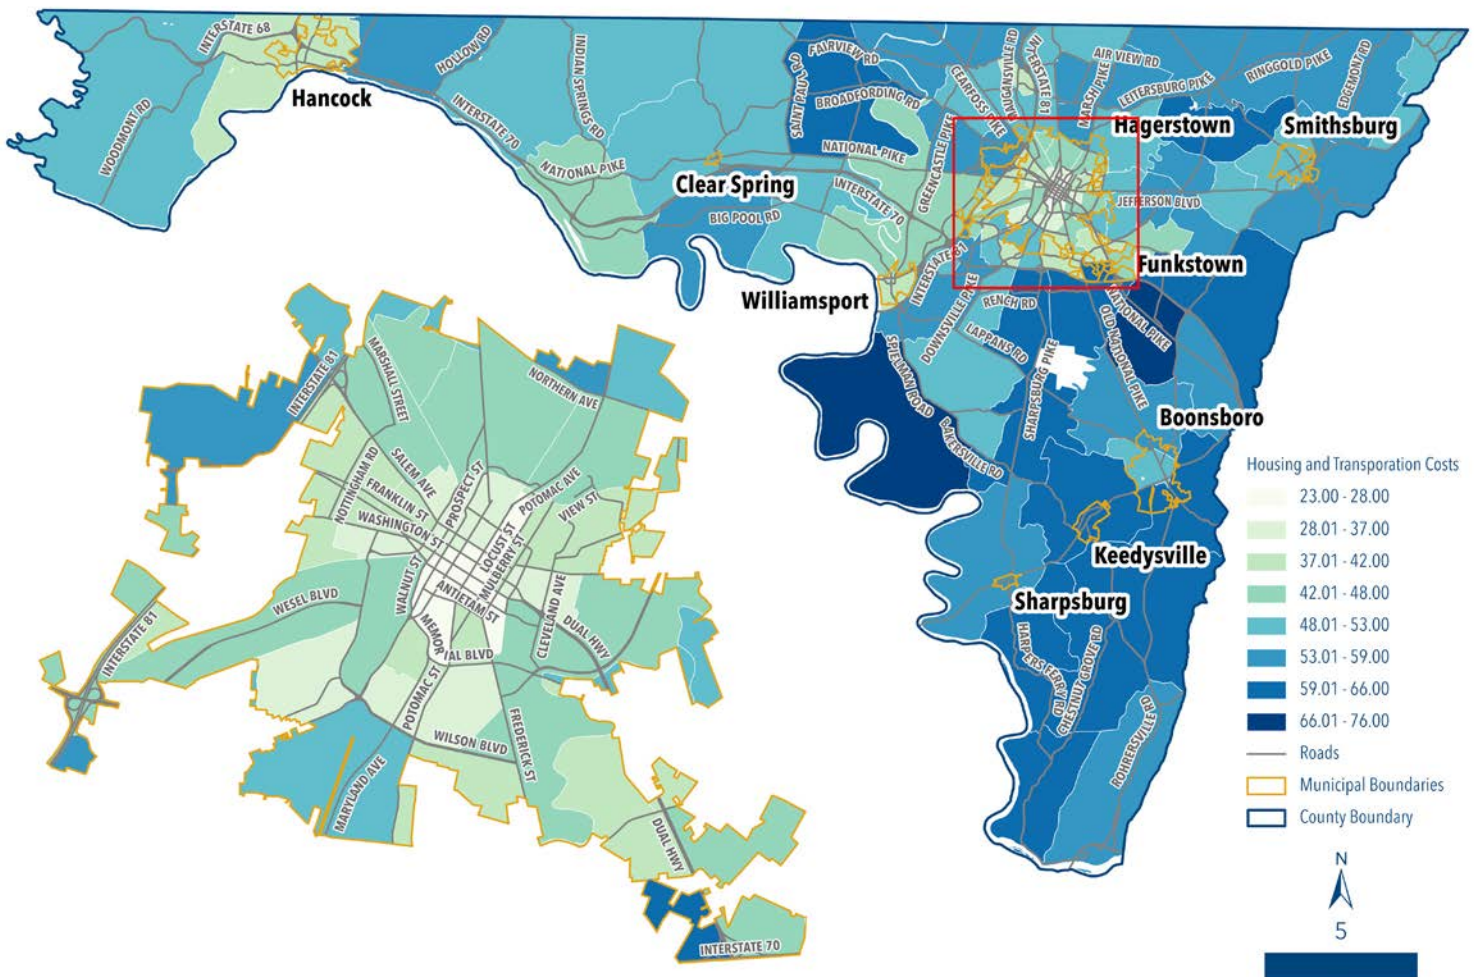 INTERSTATE 68
HOLLOW RD
INDIAN SPRINGS RD
SAINT PAUL RD
FAIRVIEW RD
BROADFORDING RD
CEARFOSS PIKE
MAUGANSVILLE RD
INTERSTATE 81
AIR VIEW RD
MARSH PIKE
LEITERSBURG PIKE
RINGGOLD PIKE
EDGEMONT RD
Hancock
WOODMONT RD
INTERSTATE 70
NATIONAL PIKE
NATIONAL PIKE
GREENCASTLE PIKE
Hagerstown
Smithsburg
Clear Spring
INTERSTATE 70
BIG POOL RD
JEFFERSON BLVD
Funkstown
INTERSTATE 81
Williamsport
DOWNSVILLE PIKE
RENCH RD
LAPPANS RD
NATIONAL PIKE
OLD NATIONAL PIKE
SPIELMAN ROAD
SHARPSBURG PIKE
BAKERSVILLE RD
Boonsboro
Keedysville
Sharpsburg
HARPERS FERRY RD
CHESTNUT GROVE RD
ROHRERSVILLE RD
INTERSTATE 81
MARSHALL STREET
NORTHERN AVE
NOTTINGHAM RD
SALEM AVE
FRANKLIN ST
WASHINGTON ST
PROSPECT ST
POTOMAC AVE
VIEW ST
LOCUST ST
MULBERRY ST
WALNUT ST
ANTIETAM ST
CLEVELAND AVE
DUAL HWY
WESEL BLVD
INTERSTATE 81
MEMORIAL BLVD
POTOMAC ST
WILSON BLVD
FREDERICK ST
MARYLAND AVE
DUAL HWY
INTERSTATE 70
Housing and Transporation Costs
23.00 - 28.00
28.01 - 37.00
37.01 - 42.00
42.01 - 48.00
48.01 - 53.00
53.01 - 59.00
59.01 - 66.00
66.01 - 76.00
Roads
Municipal Boundaries
County Boundary
N
5